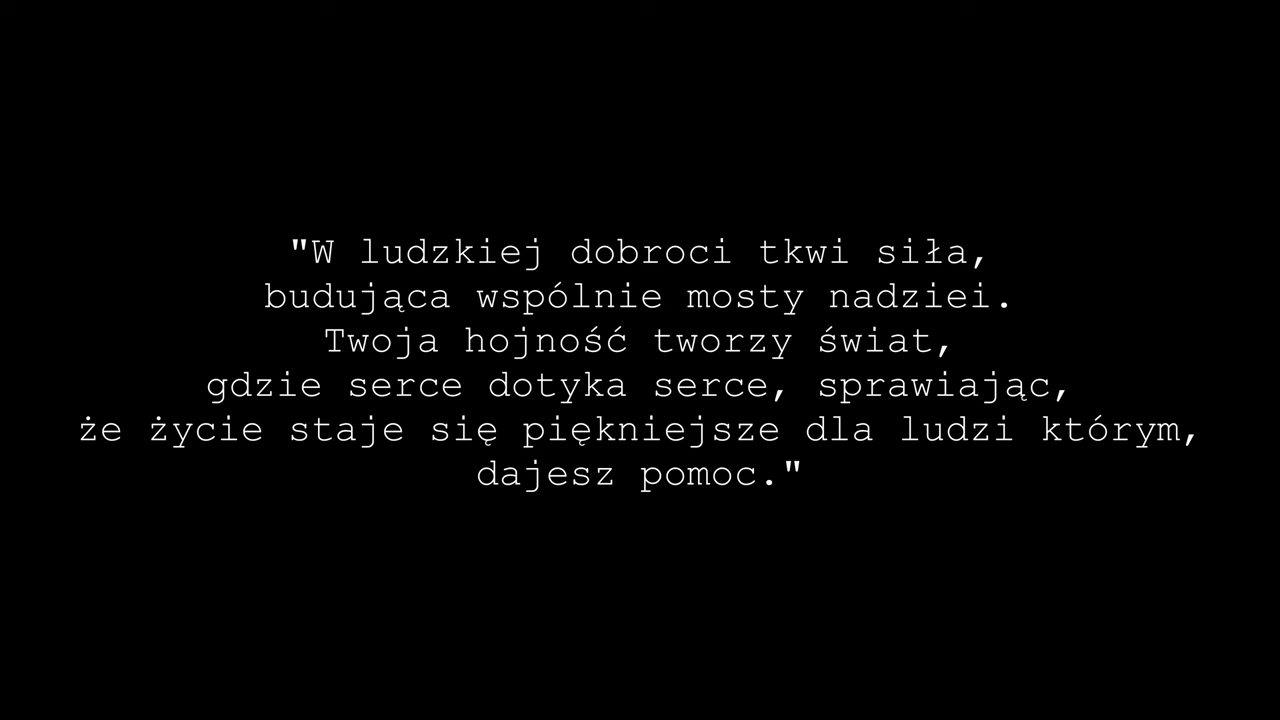 "W ludzkiej dobroci tkwi siła,
budująca wspólnie mosty nadziei.
Twoja hojność tworzy świat,
gdzie serce dotyka serce, sprawiając,
że życie staje się piękniejsze dla ludzi którym,
dajesz pomoc."